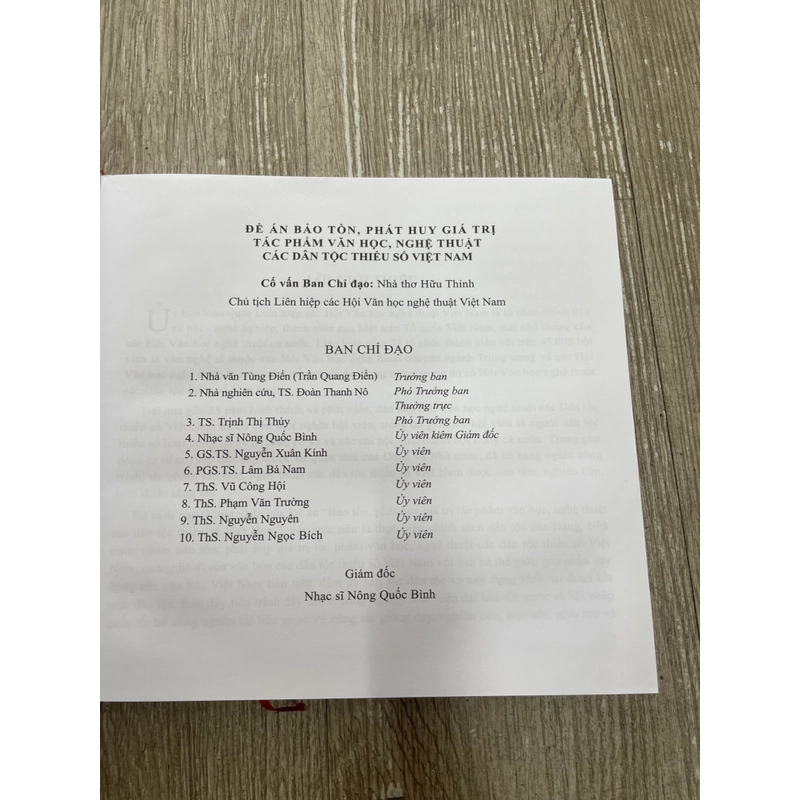 ĐỀ ÁN BẢO TỒN, PHÁT HUY GIÁ TRỊ
TÁC PHẨM VĂN HỌC, NGHỆ THUẬT
CÁC DÂN TỘC THIỂU SỐ VIỆT NAM
Cố vấn Ban Chỉ đạo: Nhà thơ Hữu Thỉnh
Chủ tịch Liên hiệp các Hội Văn học nghệ thuật Việt Nam
BAN CHỈ ĐẠO
1. Nhà văn Tùng Điển (Trần Quang Điển) Trưởng ban
2. Nhà nghiên cứu, TS. Đoàn Thanh Nô Phó Trưởng ban
Thường trực
3. TS. Trịnh Thị Thủy Phó Trưởng ban
4. Nhạc sĩ Nông Quốc Bình Ủy viên kiêm Giám đốc
5. GS.TS. Nguyễn Xuân Kính Ủy viên
6. PGS.TS. Lâm Bá Nam Ủy viên
7. ThS. Vũ Công Hội Ủy viên
8. ThS. Phạm Văn Trường Ủy viên
9. ThS. Nguyễn Nguyên Ủy viên
10. ThS. Nguyễn Ngọc Bích Ủy viên
Giám đốc
Nhạc sĩ Nông Quốc Bình